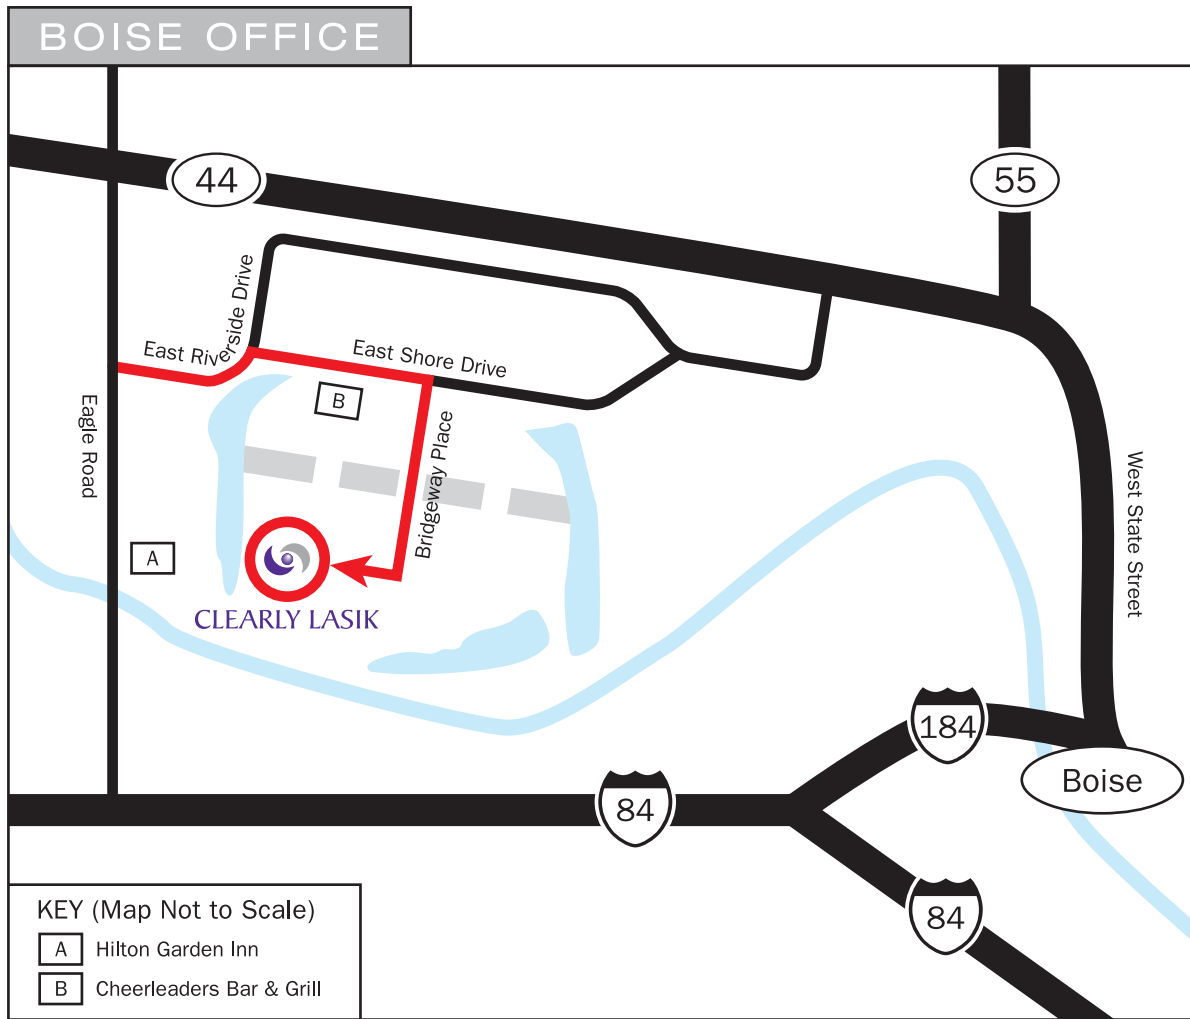 BOISE OFFICE
44
55
East Riverside Drive
East Shore Drive
B
Eagle Road
Bridgeway Place
West State Street
A
CLEARLY LASIK
184
Boise
84
84
KEY (Map Not to Scale)
A Hilton Garden Inn
B Cheerleaders Bar & Grill